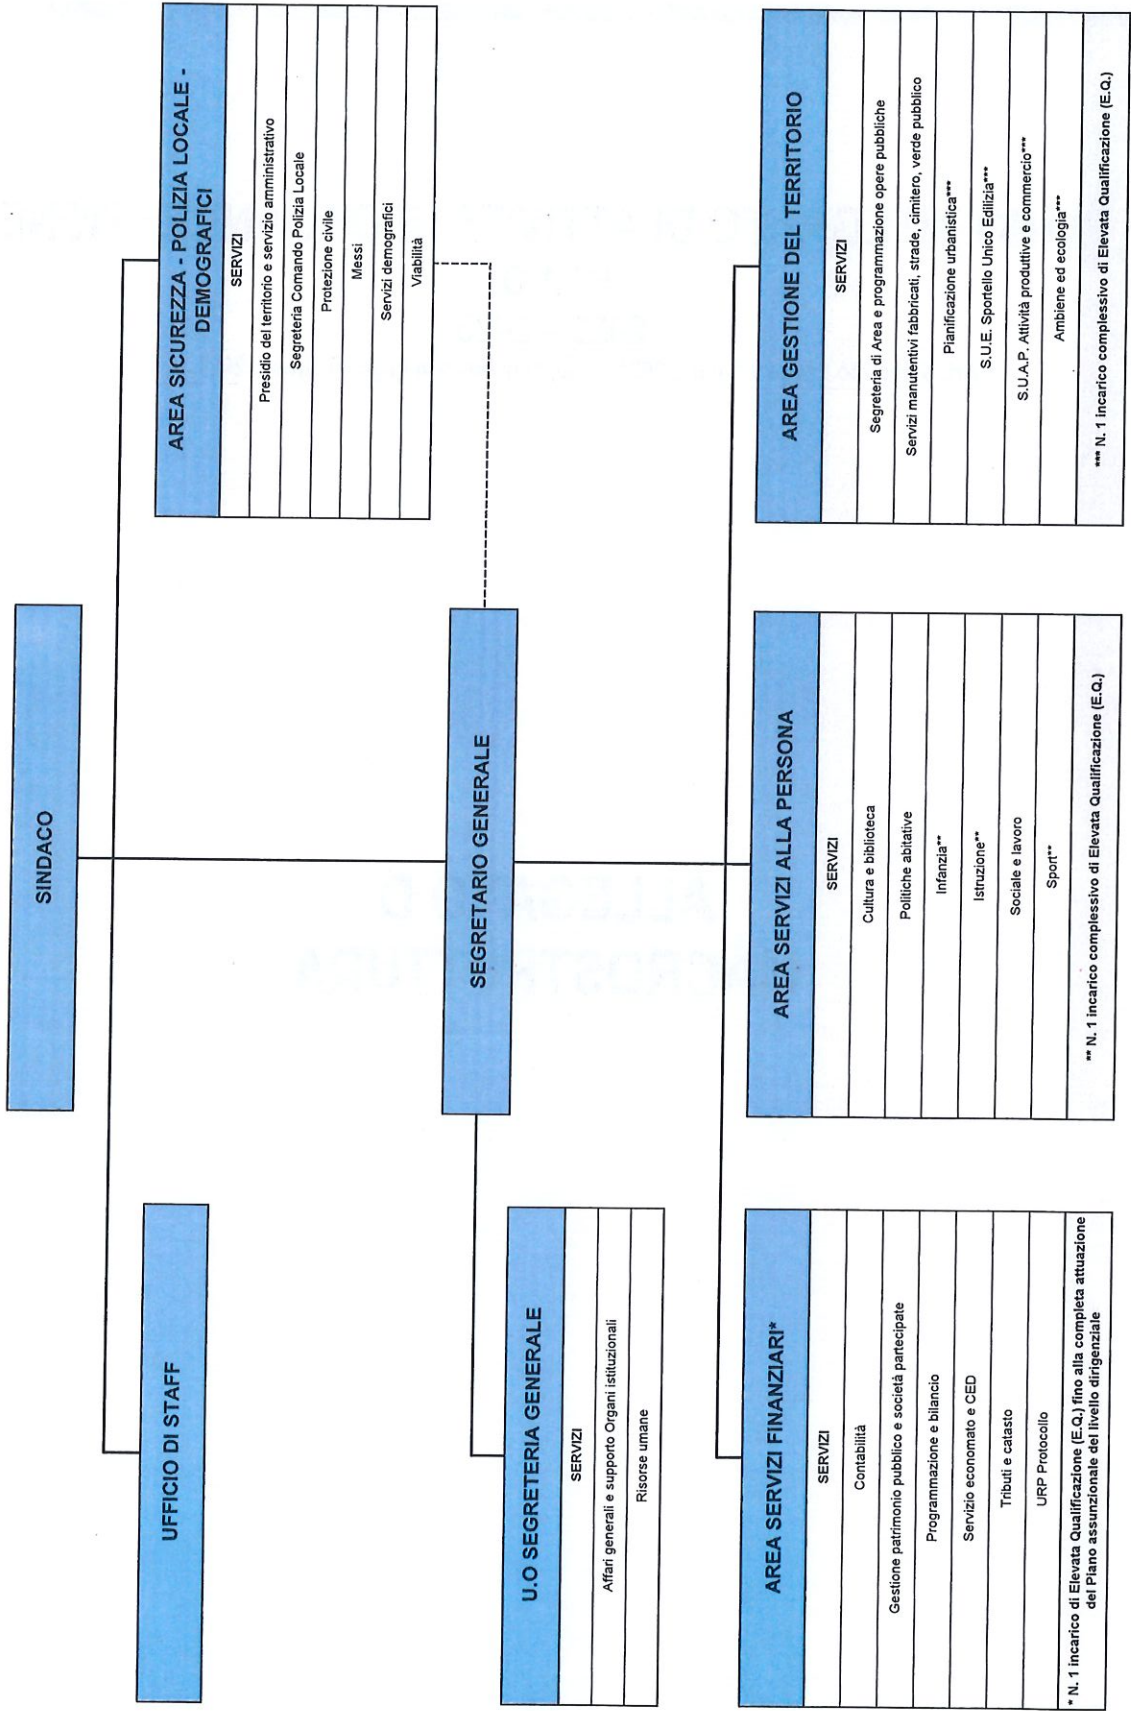 SINDACO
UFFICIO DI STAFF
AREA SICUREZZA - POLIZIA LOCALE -
DEMOGRAFICI
SERVIZI
Presidio del territorio e servizio amministrativo
Segreteria Comando Polizia Locale
Protezione civile
Messi
Servizi demografici
Viabilità
SEGRETARIO GENERALE
U.O SEGRETERIA GENERALE
SERVIZI
Affari generali e supporto Organi istituzionali
Risorse umane
AREA SERVIZI FINANZIARI*
SERVIZI
Contabilità
Gestione patrimonio pubblico e società partecipate
Programmazione e bilancio
Servizio economato e CED
Tributi e catasto
URP Protocollo
* N. 1 incarico di Elevata Qualificazione (E.Q.) fino alla completa attuazione
del Piano assunzionale del livello dirigenziale
AREA SERVIZI ALLA PERSONA
SERVIZI
Cultura e biblioteca
Politiche abitative
Infanzia**
Istruzione**
Sociale e lavoro
Sport**
** N. 1 incarico complessivo di Elevata Qualificazione (E.Q.)
AREA GESTIONE DEL TERRITORIO
SERVIZI
Segreteria di Area e programmazione opere pubbliche
Servizi manutentivi fabbricati, strade, cimitero, verde pubblico
Pianificazione urbanistica***
S.U.E. Sportello Unico Edilizia***
S.U.A.P. Attività produttive e commercio***
Ambiene ed ecologia***
*** N. 1 incarico complessivo di Elevata Qualificazione (E.Q.)